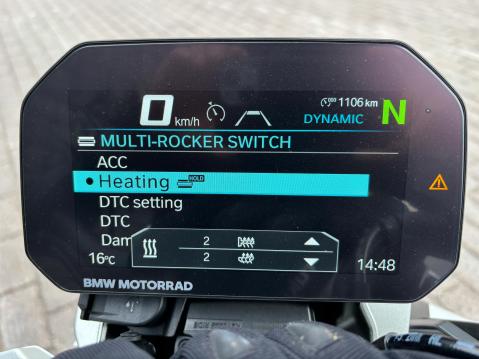 0 km/h
1106 km
DYNAMIC N
MULTI-ROCKER SWITCH
ACC
Heating HOLD
DTC setting
DTC
Dam
2
2
16°C
14:48
BMW MOTORRAD